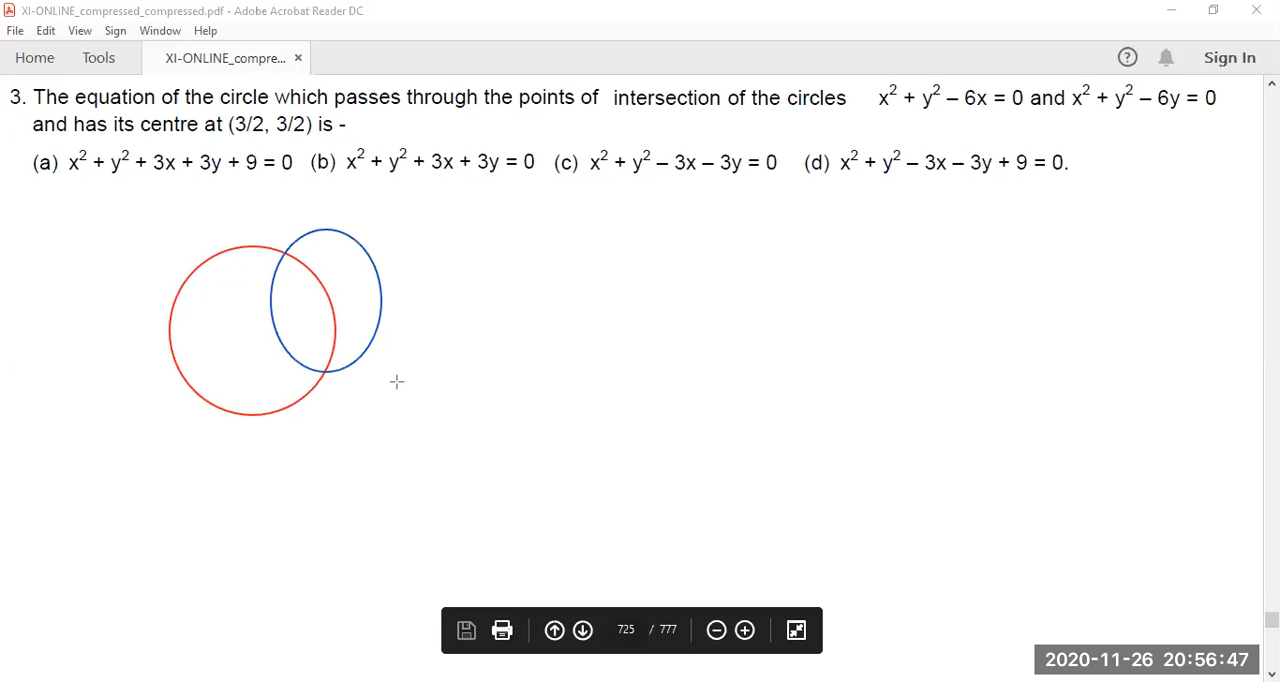 XI-ONLINE_compressed_compressed.pdf - Adobe Acrobat Reader DC
File Edit View Sign Window Help
Home Tools XI-ONLINE_compre... × ? Sign In
3. The equation of the circle which passes through the points of intersection of the circles x² + y² – 6x = 0 and x² + y² – 6y = 0
and has its centre at (3/2, 3/2) is -
(a) x² + y² + 3x + 3y + 9 = 0 (b) x² + y² + 3x + 3y = 0 (c) x² + y² – 3x – 3y = 0 (d) x² + y² – 3x – 3y + 9 = 0.
725 / 777
2020-11-26 20:56:47